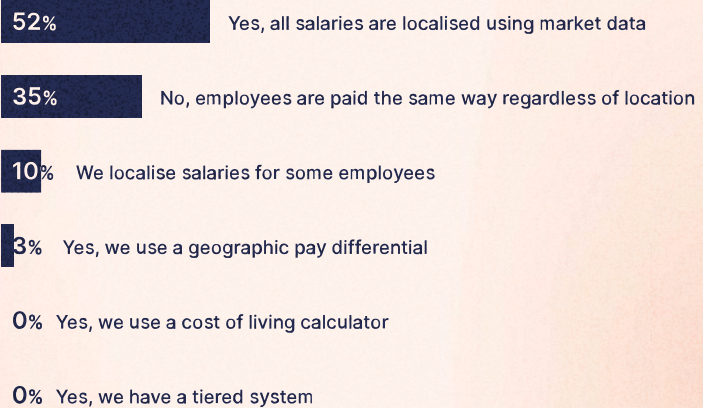 52% Yes, all salaries are localised using market data
35% No, employees are paid the same way regardless of location
10% We localise salaries for some employees
3% Yes, we use a geographic pay differential
0% Yes, we use a cost of living calculator
0% Yes, we have a tiered system